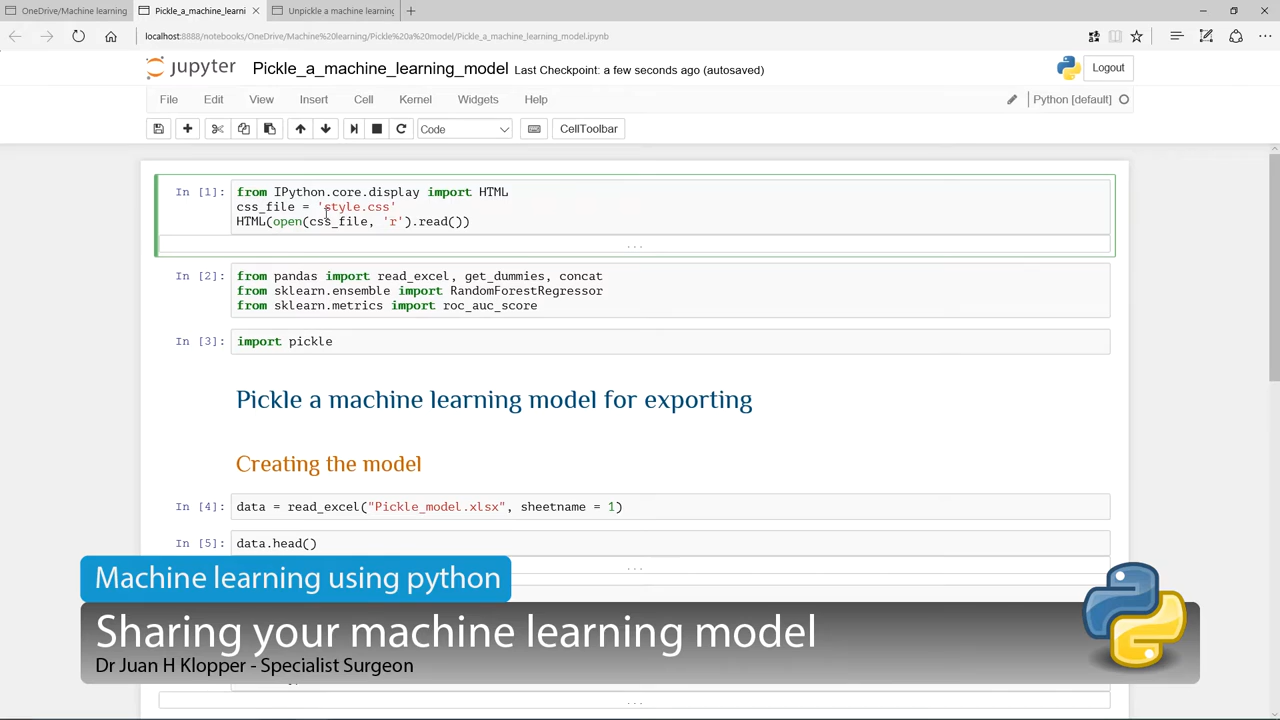 OneDrive/Machine learning
Pickle_a_machine_learni
Unpickle a machine learning
localhost:8888/notebooks/OneDrive/Machine%20learning/Pickle%20a%20model/Pickle_a_machine_learning_model.ipynb
jupyter Pickle_a_machine_learning_model Last Checkpoint: a few seconds ago (autosaved)
Logout
File Edit View Insert Cell Kernel Widgets Help
Python [default]
Code
CellToolbar
In [1]: from IPython.core.display import HTML
css_file = 'style.css'
HTML(open(css_file, 'r').read())
...
In [2]: from pandas import read_excel, get_dummies, concat
from sklearn.ensemble import RandomForestRegressor
from sklearn.metrics import roc_auc_score
In [3]: import pickle
Pickle a machine learning model for exporting
Creating the model
In [4]: data = read_excel("Pickle_model.xlsx", sheetname = 1)
In [5]: data.head()
...
Machine learning using python
Sharing your machine learning model
Dr Juan H Klopper - Specialist Surgeon
...